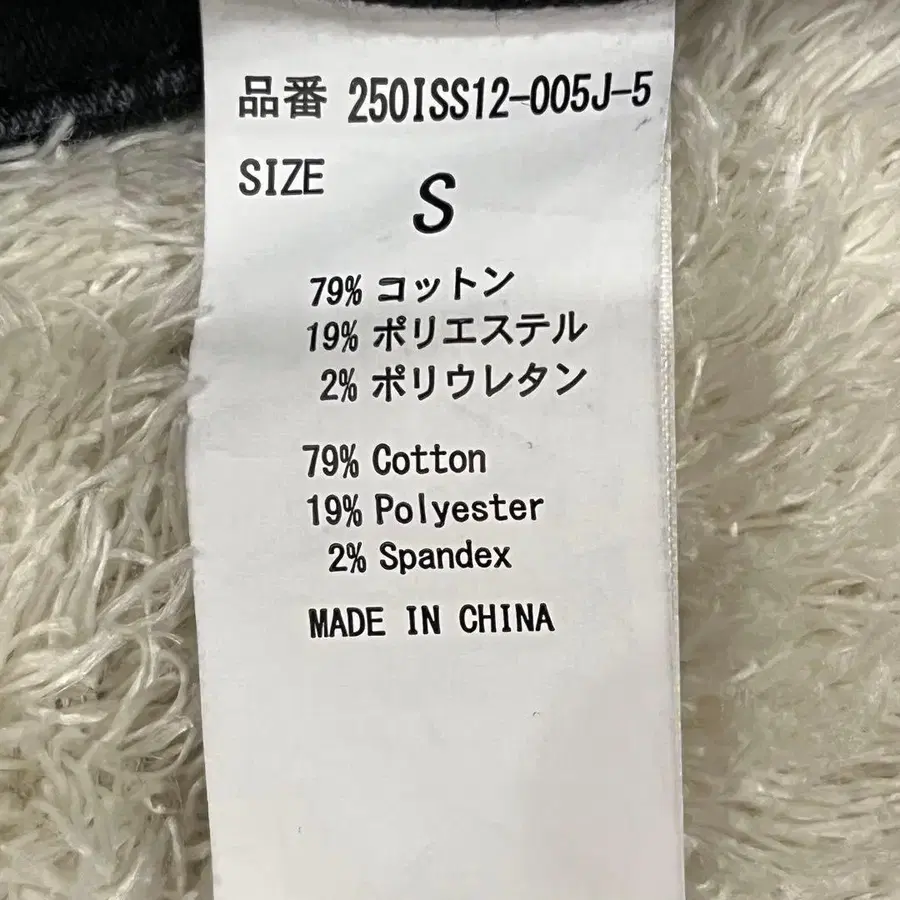 品番 250ISS12-005J-5
SIZE S
79% コットン
19% ポリエステル
2% ポリウレタン
79% Cotton
19% Polyester
2% Spandex
MADE IN CHINA